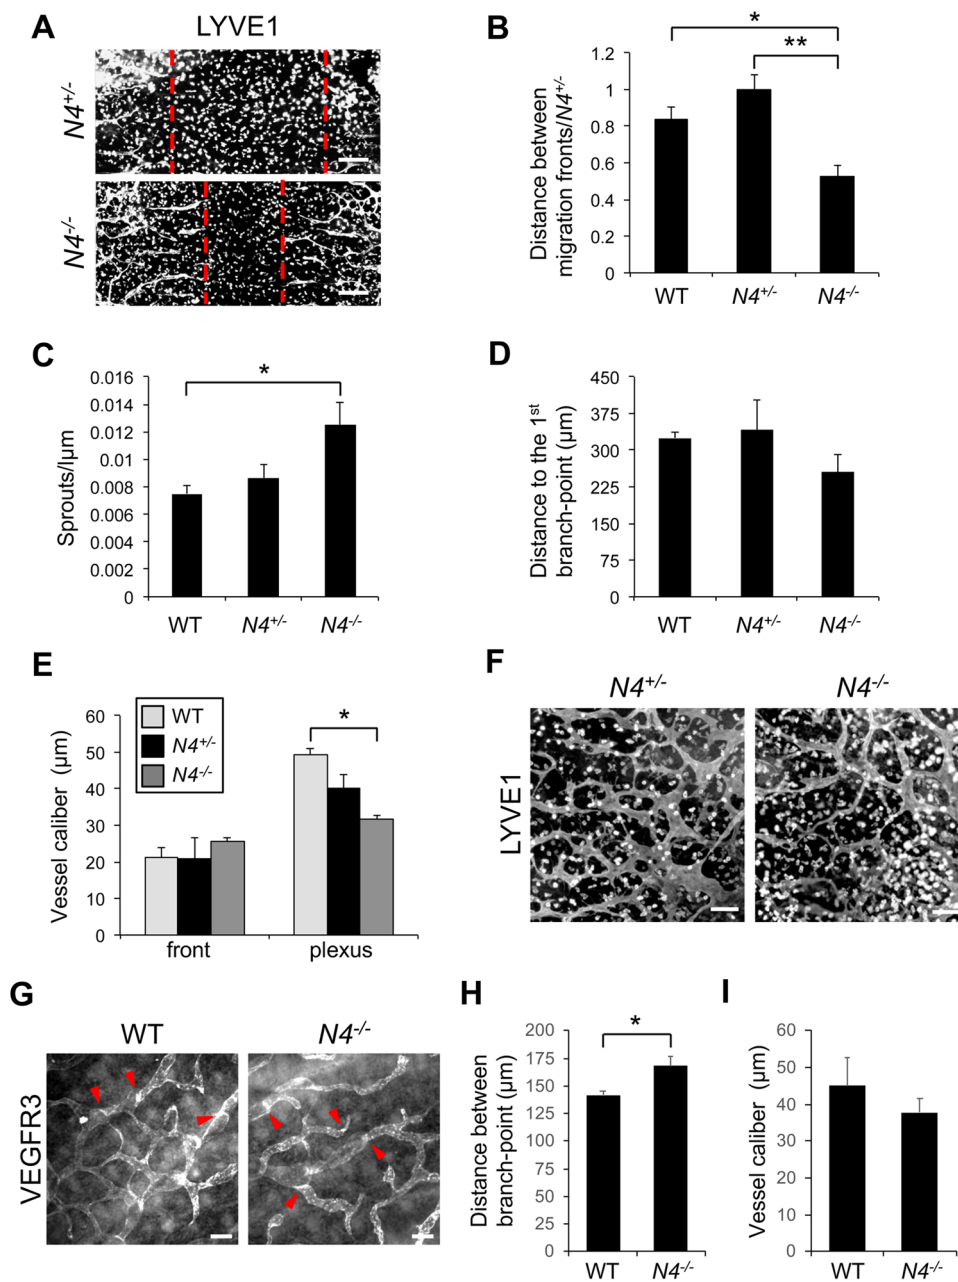 A
LYVE1
N4+/-
N4-/-
B
*
**
Distance between
migration fronts/N4+/-
1.2
1
0.8
0.6
0.4
0.2
0
WT
N4+/-
N4-/-
C
*
Sprouts/lµm
0.016
0.014
0.012
0.01
0.008
0.006
0.004
0.002
0
WT
N4+/-
N4-/-
D
Distance to the 1st
branch-point (µm)
450
375
300
225
150
75
0
WT
N4+/-
N4-/-
E
WT
N4+/-
N4-/-
*
Vessel caliber (µm)
60
50
40
30
20
10
0
front
plexus
F
N4+/-
N4-/-
LYVE1
G
WT
N4-/-
VEGFR3
H
*
Distance between
branch-point (µm)
200
175
150
125
100
75
50
25
0
WT
N4-/-
I
Vessel caliber (µm)
60
50
40
30
20
10
0
WT
N4-/-